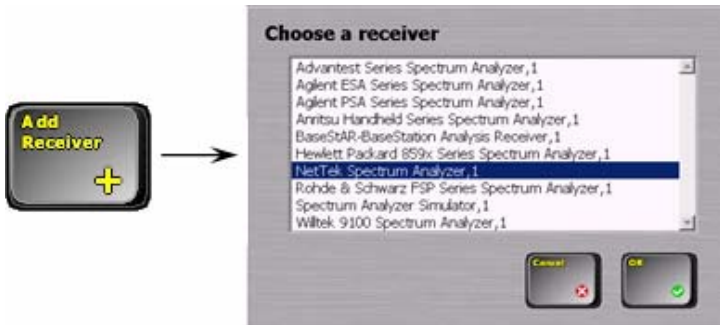 Add
Receiver
Choose a receiver
Advantest Series Spectrum Analyzer,1
Agilent ESA Series Spectrum Analyzer,1
Agilent PSA Series Spectrum Analyzer,1
Anritsu Handheld Series Spectrum Analyzer,1
BaseStAR-BaseStation Analysis Receiver,1
Hewlett Packard 859x Series Spectrum Analyzer,1
NetTek Spectrum Analyzer,1
Rohde & Schwarz FSP Series Spectrum Analyzer,1
Spectrum Analyzer Simulator,1
Willtek 9100 Spectrum Analyzer,1
Cancel
OK